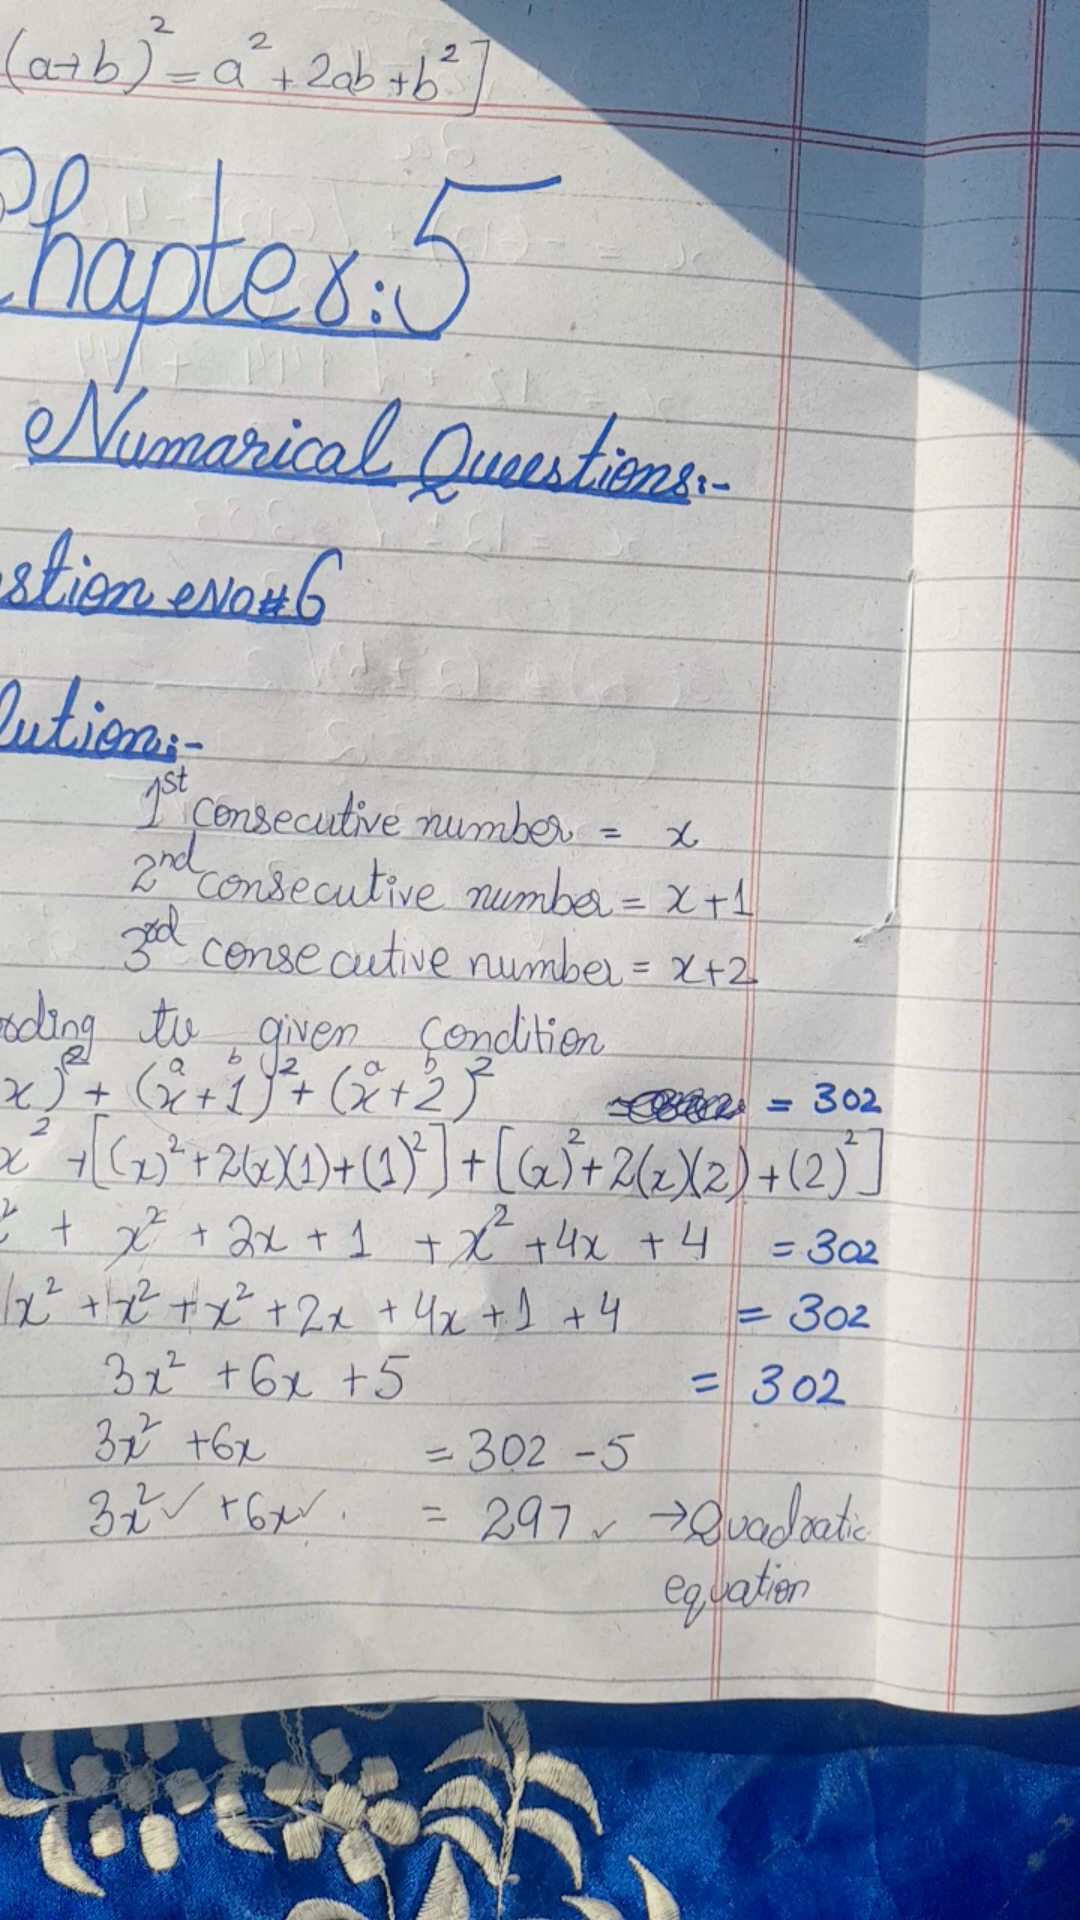 (a+b)² = a² + 2ab + b²]
Chapter:5
Numarical Queestions:-
stion No#6
lution:-
1st consecutive number = x
2nd consecutive number = x+1
3rd consecutive number = x+2
rding to given condition
x)² + (x+1)² + (x+2)² = 302
x² + [(x)² + 2(x)(1) + (1)²] + [(x)² + 2(x)(2) + (2)²]
² + x² + 2x + 1 + x² + 4x + 4 = 302
x² + x² + x² + 2x + 4x + 1 + 4 = 302
3x² + 6x + 5 = 302
3x² + 6x = 302 - 5
3x² + 6x = 297 → Quadratic
equation